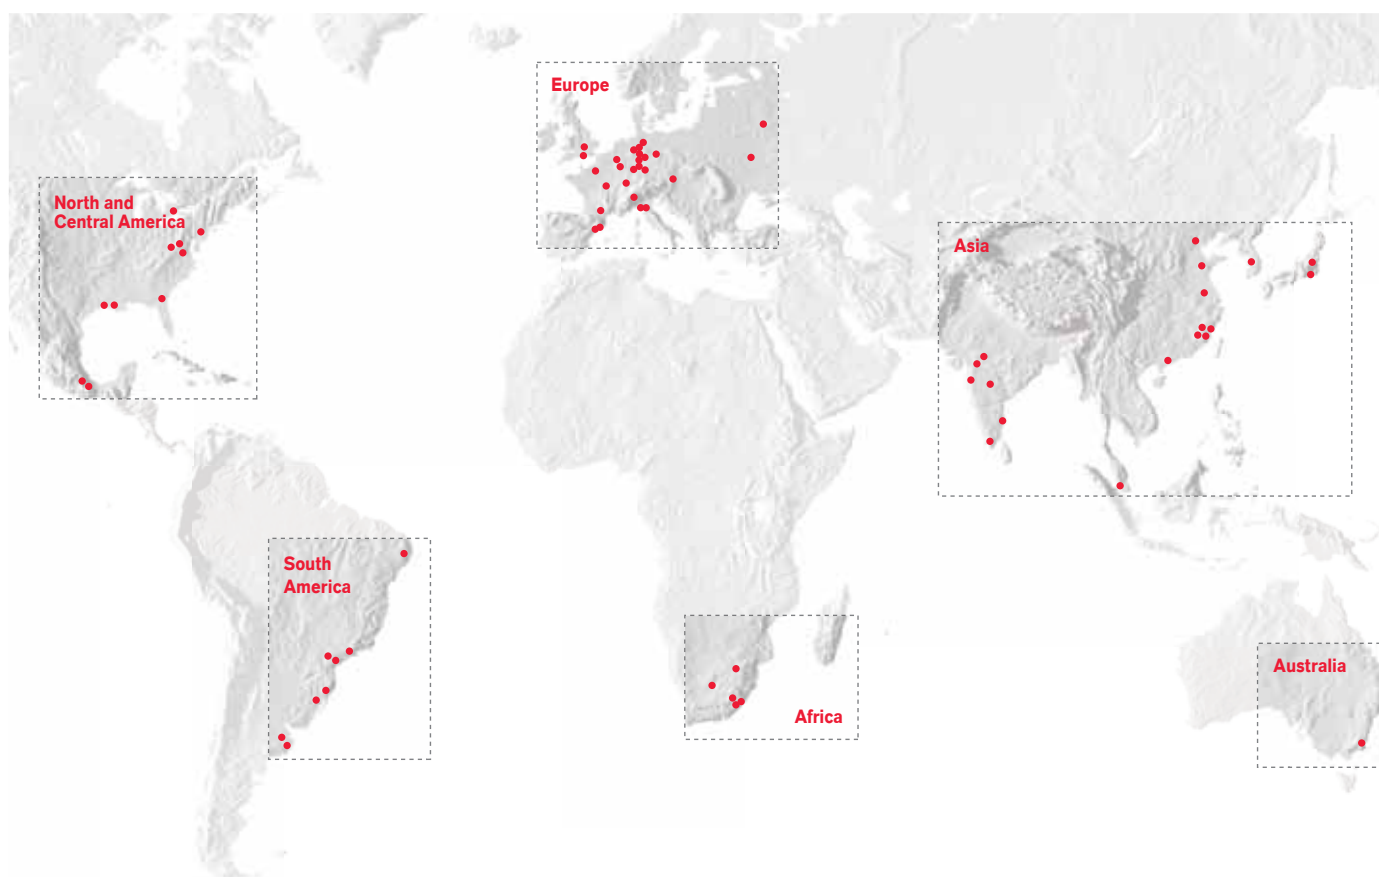 Europe
North and
Central America
Asia
South
America
Australia
Africa